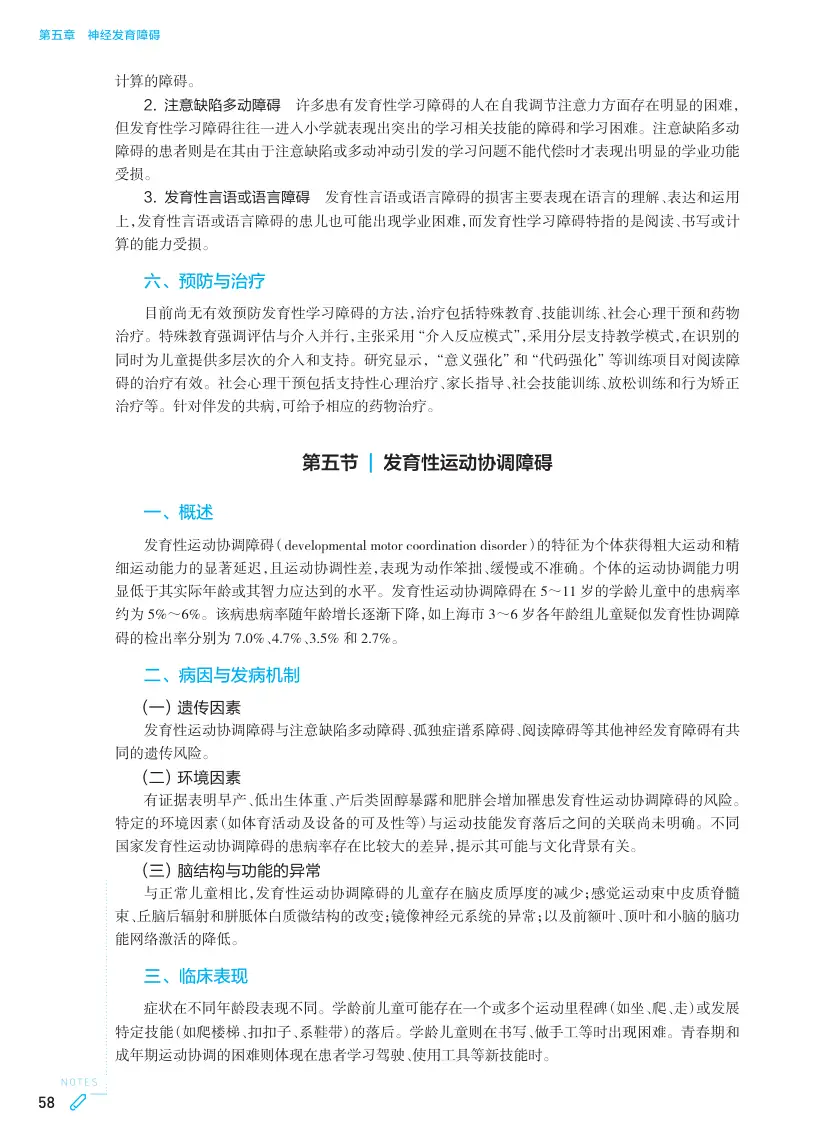 第五章 神经发育障碍
计算的障碍。
2. 注意缺陷多动障碍 许多患有发育性学习障碍的人在自我调节注意力方面存在明显的困难，
但发育性学习障碍往往一进入小学就表现出突出的学习相关技能的障碍和学习困难。注意缺陷多动
障碍的患者则是在其由于注意缺陷或多动冲动引发的学习问题不能代偿时才表现出明显的学业功能
受损。
3. 发育性言语或语言障碍 发育性言语或语言障碍的损害主要表现在语言的理解、表达和运用
上，发育性言语或语言障碍的患儿也可能出现学业困难，而发育性学习障碍特指的是阅读、书写或计
算的能力受损。
六、预防与治疗
目前尚无有效预防发育性学习障碍的方法，治疗包括特殊教育、技能训练、社会心理干预和药物
治疗。特殊教育强调评估与介入并行，主张采用“介入反应模式”，采用分层支持教学模式，在识别的
同时为儿童提供多层次的介入和支持。研究显示，“意义强化”和“代码强化”等训练项目对阅读障
碍的治疗有效。社会心理干预包括支持性心理治疗、家长指导、社会技能训练、放松训练和行为矫正
治疗等。针对伴发的共病，可给予相应的药物治疗。
第五节 | 发育性运动协调障碍
一、概述
发育性运动协调障碍（developmental motor coordination disorder）的特征为个体获得粗大运动和精
细运动能力的显著延迟，且运动协调性差，表现为动作笨拙、缓慢或不准确。个体的运动协调能力明
显低于其实际年龄或其智力应达到的水平。发育性运动协调障碍在 5～11 岁的学龄儿童中的患病率
约为 5%～6%。该病患病率随年龄增长逐渐下降，如上海市 3～6 岁各年龄组儿童疑似发育性协调障
碍的检出率分别为 7.0%、4.7%、3.5% 和 2.7%。
二、病因与发病机制
（一）遗传因素
发育性运动协调障碍与注意缺陷多动障碍、孤独症谱系障碍、阅读障碍等其他神经发育障碍有共
同的遗传风险。
（二）环境因素
有证据表明早产、低出生体重、产后类固醇暴露和肥胖会增加罹患发育性运动协调障碍的风险。
特定的环境因素（如体育活动及设备的可及性等）与运动技能发育落后之间的关联尚未明确。不同
国家发育性运动协调障碍的患病率存在比较大的差异，提示其可能与文化背景有关。
（三）脑结构与功能的异常
与正常儿童相比，发育性运动协调障碍的儿童存在脑皮质厚度的减少；感觉运动束中皮质脊髓
束、丘脑后辐射和胼胝体白质微结构的改变；镜像神经元系统的异常；以及前额叶、顶叶和小脑的脑功
能网络激活的降低。
三、临床表现
症状在不同年龄段表现不同。学龄前儿童可能存在一个或多个运动里程碑（如坐、爬、走）或发展
特定技能（如爬楼梯、扣扣子、系鞋带）的落后。学龄儿童则在书写、做手工等时出现困难。青春期和
成年期运动协调的困难则体现在患者学习驾驶、使用工具等新技能时。
NOTES
58